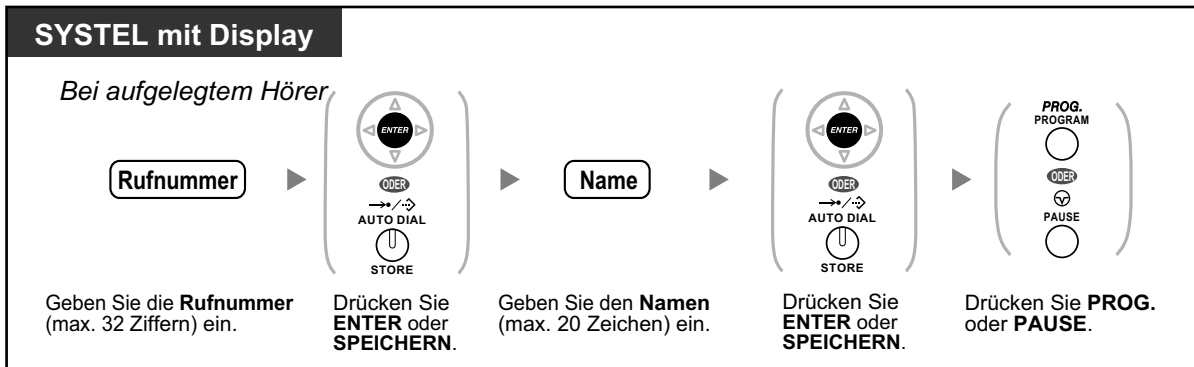 SYSTEL mit Display
Bei aufgelegtem Hörer
Rufnummer
ENTER
ODER
AUTO DIAL
STORE
Name
ENTER
ODER
AUTO DIAL
STORE
PROG.
PROGRAM
ODER
PAUSE
Geben Sie die Rufnummer
(max. 32 Ziffern) ein.
Drücken Sie
ENTER oder
SPEICHERN.
Geben Sie den Namen
(max. 20 Zeichen) ein.
Drücken Sie
ENTER oder
SPEICHERN.
Drücken Sie PROG.
oder PAUSE.